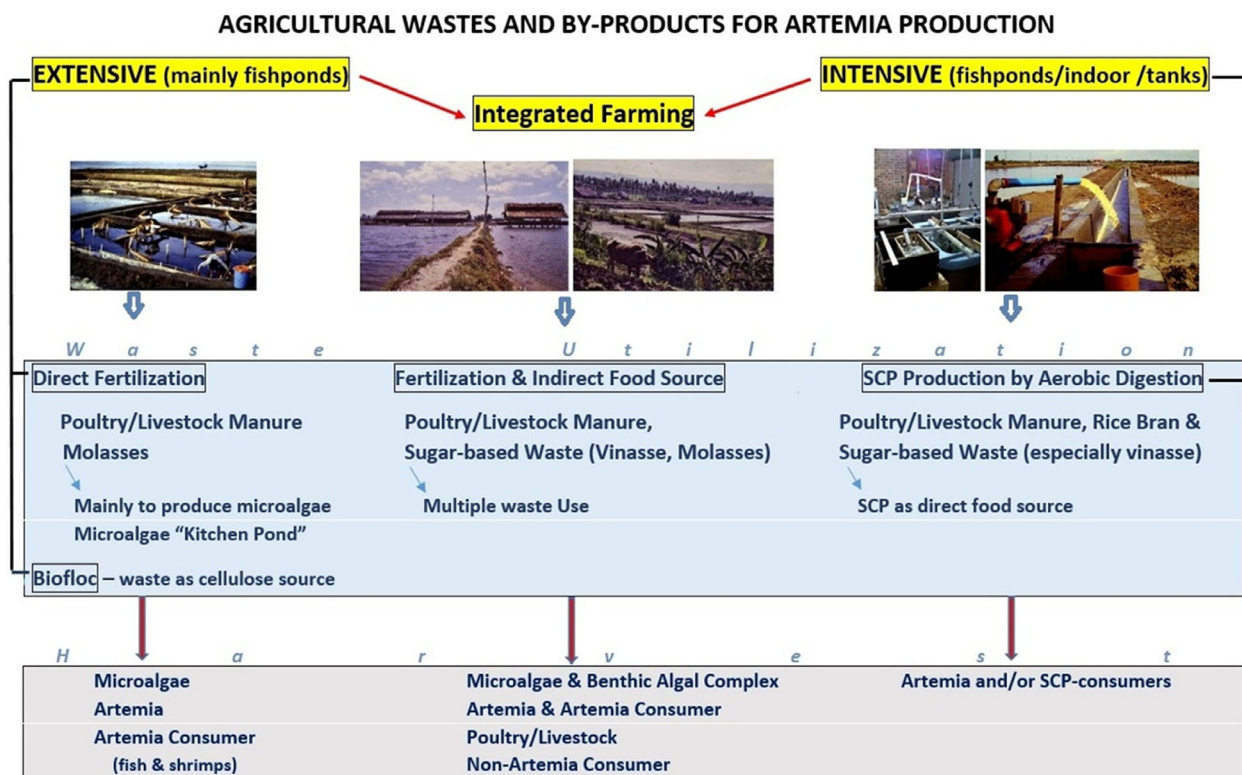 AGRICULTURAL WASTES AND BY-PRODUCTS FOR ARTEMIA PRODUCTION
EXTENSIVE (mainly fishponds)
INTENSIVE (fishponds/indoor /tanks)
Integrated Farming
Waste Utilization
Direct Fertilization
Poultry/Livestock Manure
Molasses
Mainly to produce microalgae
Microalgae “Kitchen Pond”
Biofloc – waste as cellulose source
Fertilization & Indirect Food Source
Poultry/Livestock Manure,
Sugar-based Waste (Vinasse, Molasses)
Multiple waste Use
SCP Production by Aerobic Digestion
Poultry/Livestock Manure, Rice Bran &
Sugar-based Waste (especially vinasse)
SCP as direct food source
Harvest
Microalgae
Artemia
Artemia Consumer
(fish & shrimps)
Microalgae & Benthic Algal Complex
Artemia & Artemia Consumer
Poultry/Livestock
Non-Artemia Consumer
Artemia and/or SCP-consumers